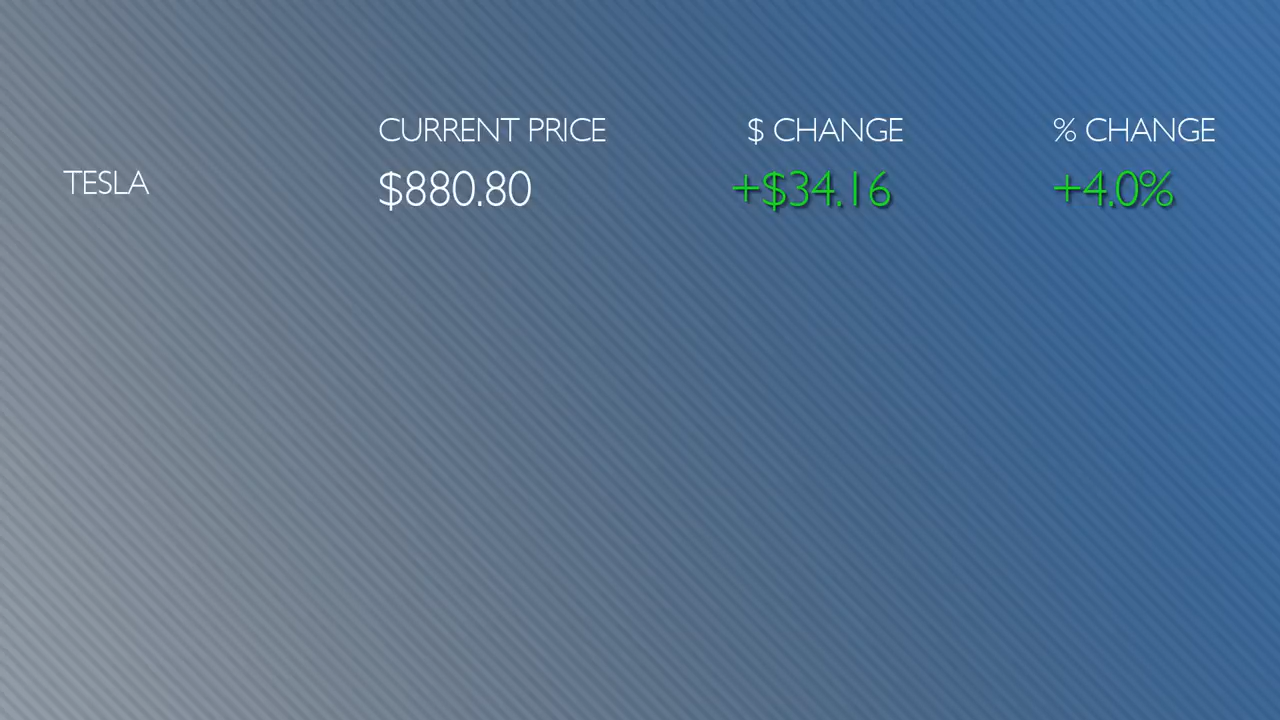 CURRENT PRICE $ CHANGE % CHANGE
TESLA $880.80 +$34.16 +4.0%